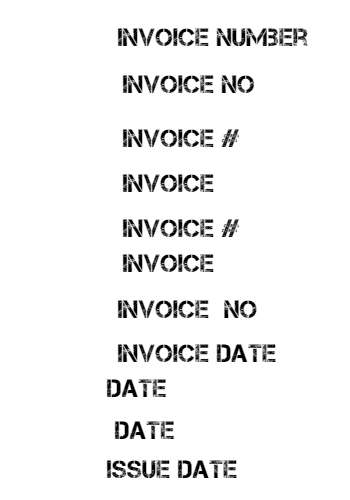 INVOICE NUMBER
INVOICE NO
INVOICE #
INVOICE
INVOICE #
INVOICE
INVOICE NO
INVOICE DATE
DATE
DATE
ISSUE DATE